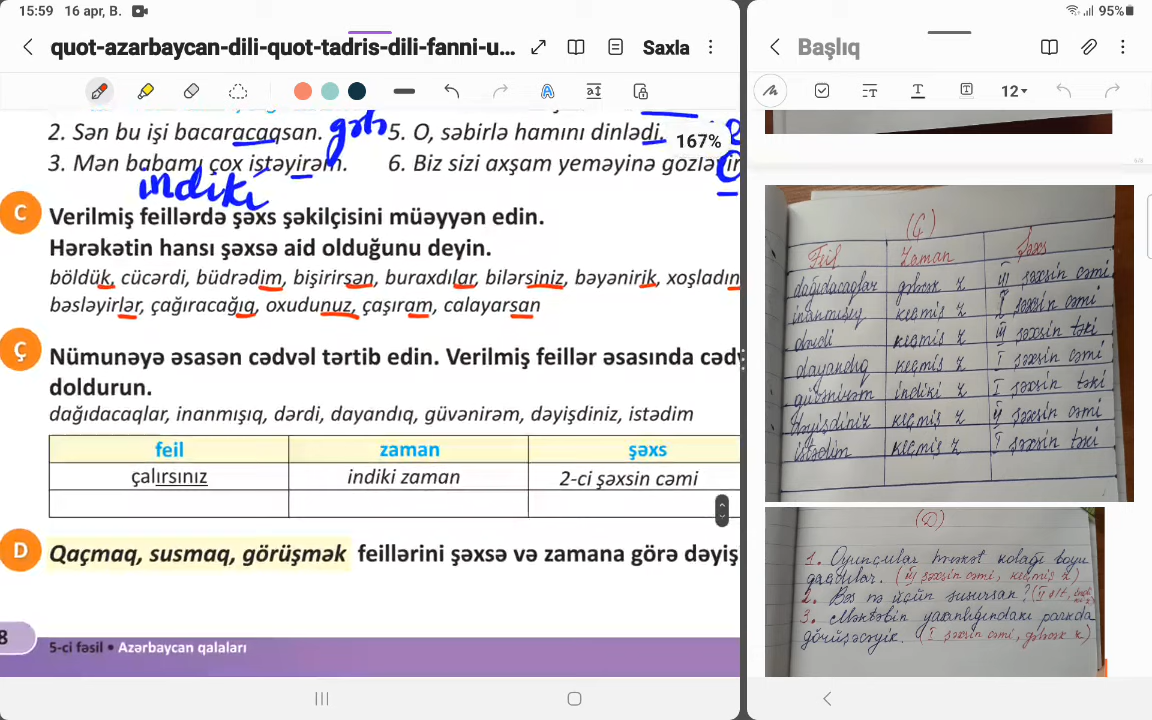 15:59 16 apr, B.
95%
quot-azarbaycan-dili-quot-tadris-dili-fanni-u...
Saxla
Başlıq
12
2. Sən bu işi bacaracaqsan.
5. O, səbirlə hamını dinlədi.
167%
3. Mən babamı çox istəyirəm.
6. Biz sizi axşam yeməyinə gözləyir
indiki
C
Verilmiş feillərdə şəxs şəkilçisini müəyyən edin.
Hərəkətin hansı şəxsə aid olduğunu deyin.
böldük, cücərdi, büdrədim, bişirirsən, buraxdılar, bilərsiniz, bəyənirik, xoşladın
bəsləyirlər, çağıracağıq, oxudunuz, çaşıram, calayarsan
Ç
Nümunəyə əsasən cədvəl tərtib edin. Verilmiş feillər əsasında cədv
doldurun.
dağıdacaqlar, inanmışıq, dərdi, dayandıq, güvənirəm, dəyişdiniz, istədim
feil zaman şəxs
çalırsınız indiki zaman 2-ci şəxsin cəmi
D
Qaçmaq, susmaq, görüşmək feillərini şəxsə və zamana görə dəyiş
8
5-ci fəsil • Azərbaycan qalaları
(Ç)
Feil Zaman Şəxs
dağıdacaqlar gələcək z III şəxsin cəmi
inanmışıq keçmiş z I şəxsin cəmi
dərdi keçmiş z III şəxsin təki
dayandıq keçmiş z I şəxsin cəmi
güvənirəm indiki z I şəxsin təki
dəyişdiniz keçmiş z II şəxsin cəmi
istədim keçmiş z I şəxsin təki
(D)
1. Oyunçular hərəkət boyu
qaçdılar. (III şəxsin cəmi, keçmiş z)
2. Bəs nə üçün susursan?
3. Məktəbin yaxınlığındakı parkda
görüşəcəyik. (I şəxsin cəmi, gələcək z)